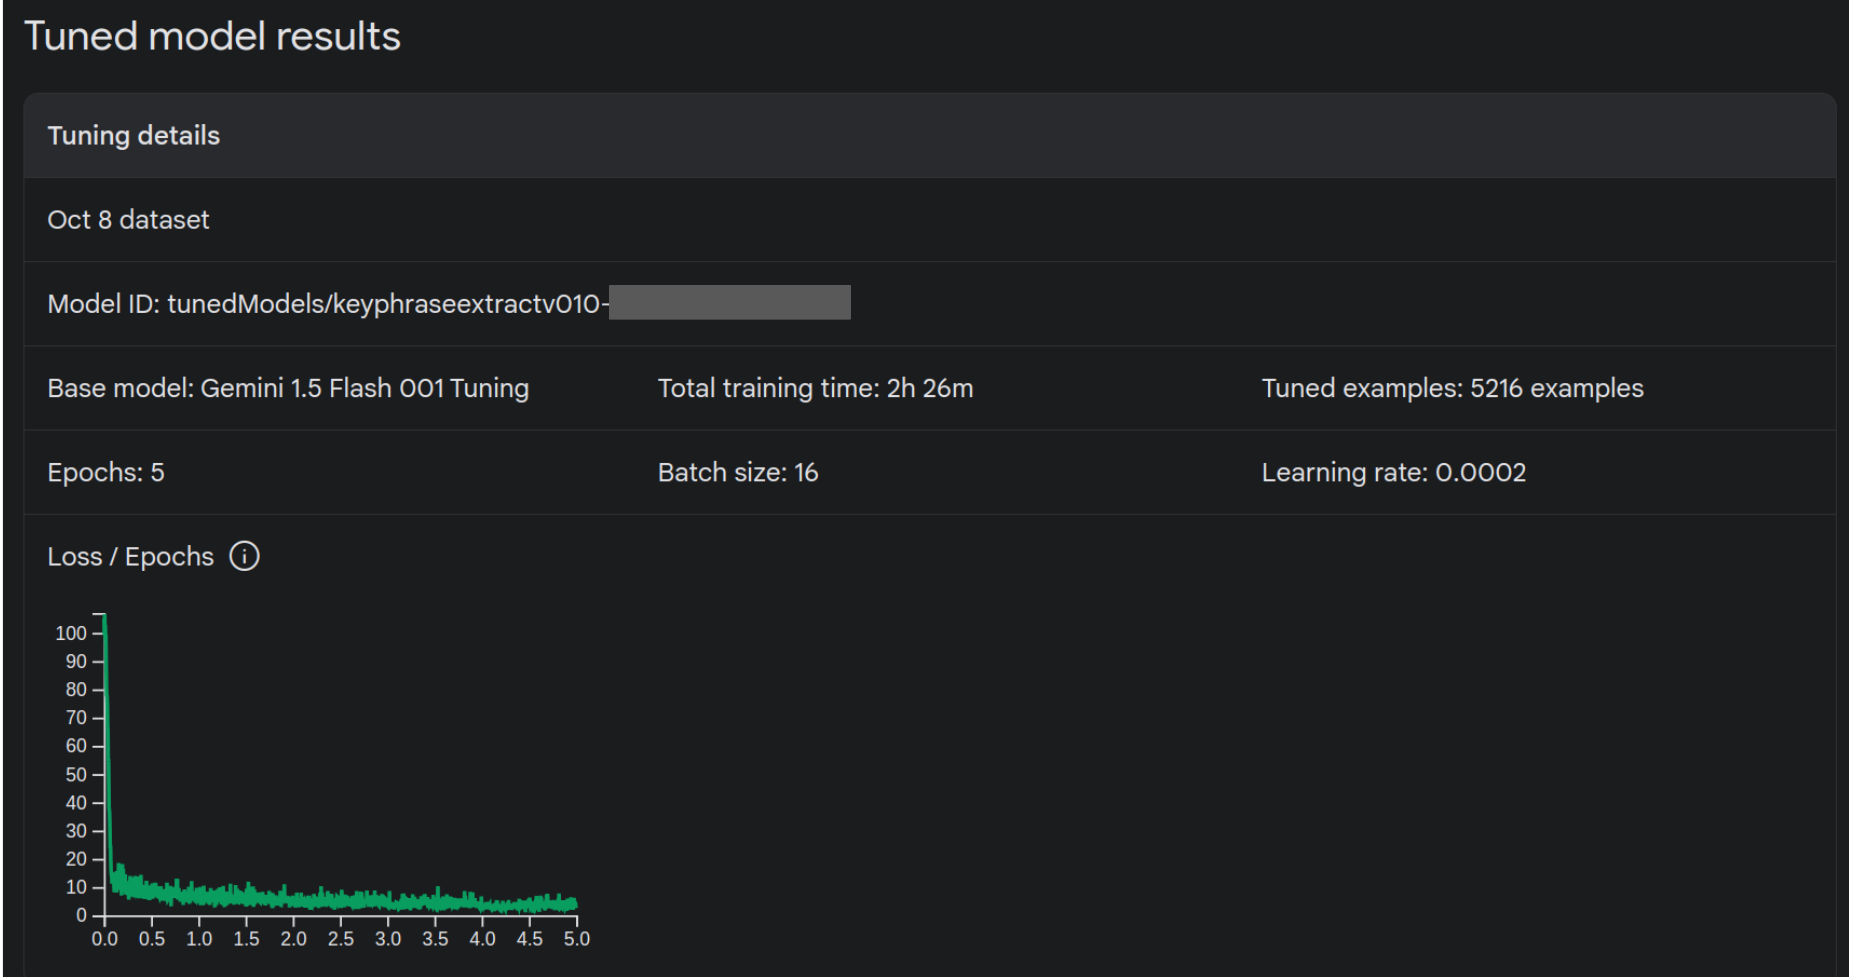 Tuned model results
Tuning details
Oct 8 dataset
Model ID: tunedModels/keyphraseextractv010-
Base model: Gemini 1.5 Flash 001 Tuning Total training time: 2h 26m Tuned examples: 5216 examples
Epochs: 5 Batch size: 16 Learning rate: 0.0002
Loss / Epochs
100
90
80
70
60
50
40
30
20
10
0
0.0 0.5 1.0 1.5 2.0 2.5 3.0 3.5 4.0 4.5 5.0